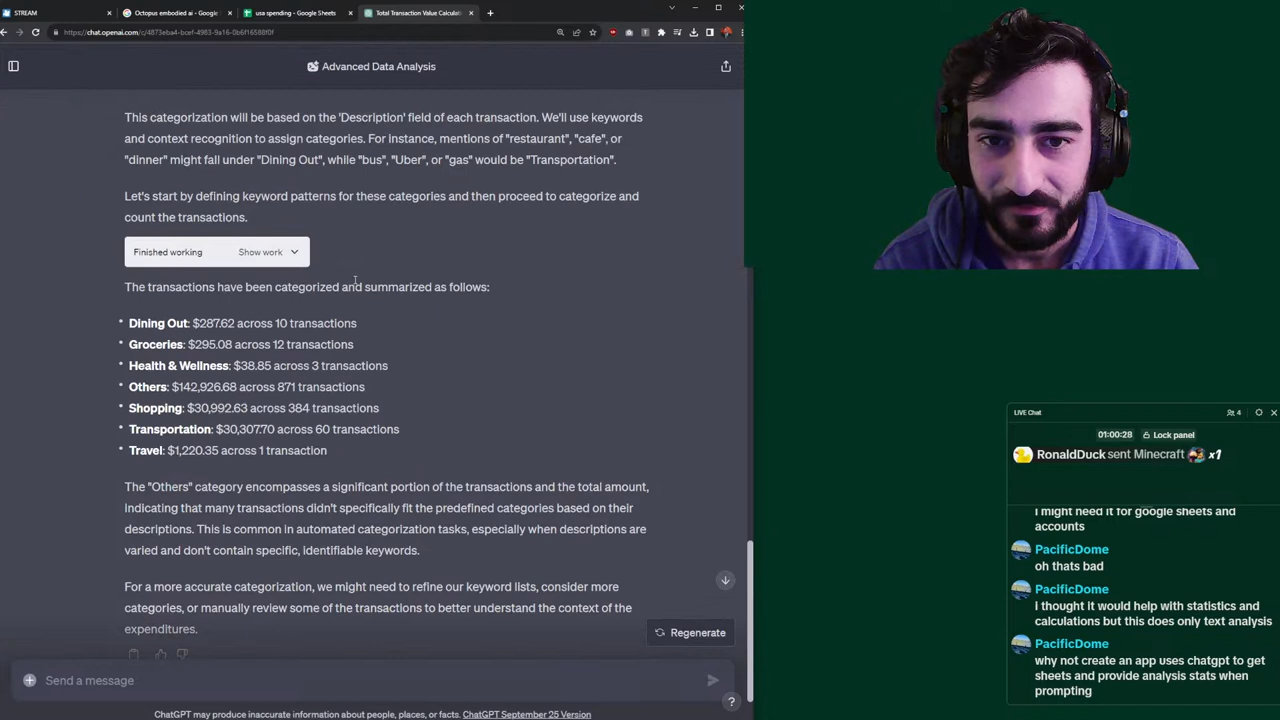 STREAM
Octopus embodied ai - Google
usa spending - Google Sheets
Total Transaction Value Calculat
https://chat.openai.com/c/4873eba4-bcef-4983-9a16-0b6f16588f0f
Advanced Data Analysis
This categorization will be based on the 'Description' field of each transaction. We'll use keywords
and context recognition to assign categories. For instance, mentions of "restaurant", "cafe", or
"dinner" might fall under "Dining Out", while "bus", "Uber", or "gas" would be "Transportation".
Let's start by defining keyword patterns for these categories and then proceed to categorize and
count the transactions.
Finished working Show work
The transactions have been categorized and summarized as follows:
• Dining Out: $287.62 across 10 transactions
• Groceries: $295.08 across 12 transactions
• Health & Wellness: $38.85 across 3 transactions
• Others: $142,926.68 across 871 transactions
• Shopping: $30,992.63 across 384 transactions
• Transportation: $30,307.70 across 60 transactions
• Travel: $1,220.35 across 1 transaction
The "Others" category encompasses a significant portion of the transactions and the total amount,
indicating that many transactions didn't specifically fit the predefined categories based on their
descriptions. This is common in automated categorization tasks, especially when descriptions are
varied and don't contain specific, identifiable keywords.
For a more accurate categorization, we might need to refine our keyword lists, consider more
categories, or manually review some of the transactions to better understand the context of the
expenditures.
Regenerate
Send a message
?
ChatGPT may produce inaccurate information about people, places, or facts. ChatGPT September 25 Version
LIVE Chat
4
01:00:28 Lock panel
RonaldDuck sent Minecraft x1
I might need it for google sheets and
accounts
PacificDome
oh thats bad
PacificDome
I thought it would help with statistics and
calculations but this does only text analysis
PacificDome
why not create an app uses chatgpt to get
sheets and provide analysis stats when
prompting